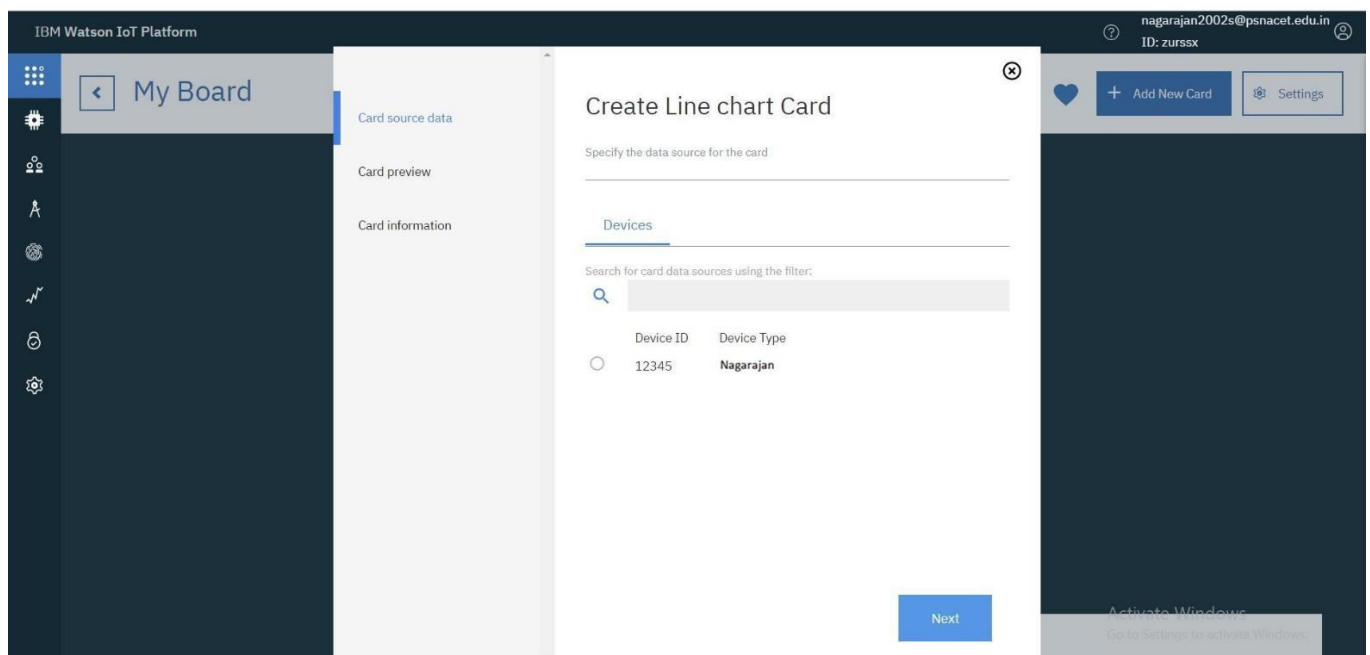 IBM Watson IoT Platform
nagarajan2002s@psnacet.edu.in
ID: zurssx
My Board
Add New Card
Settings
Card source data
Card preview
Card information
Create Line chart Card
Specify the data source for the card
Devices
Search for card data sources using the filter:
Device ID Device Type
12345 Nagarajan
Next
Activate Windows
Go to Settings to activate Windows.